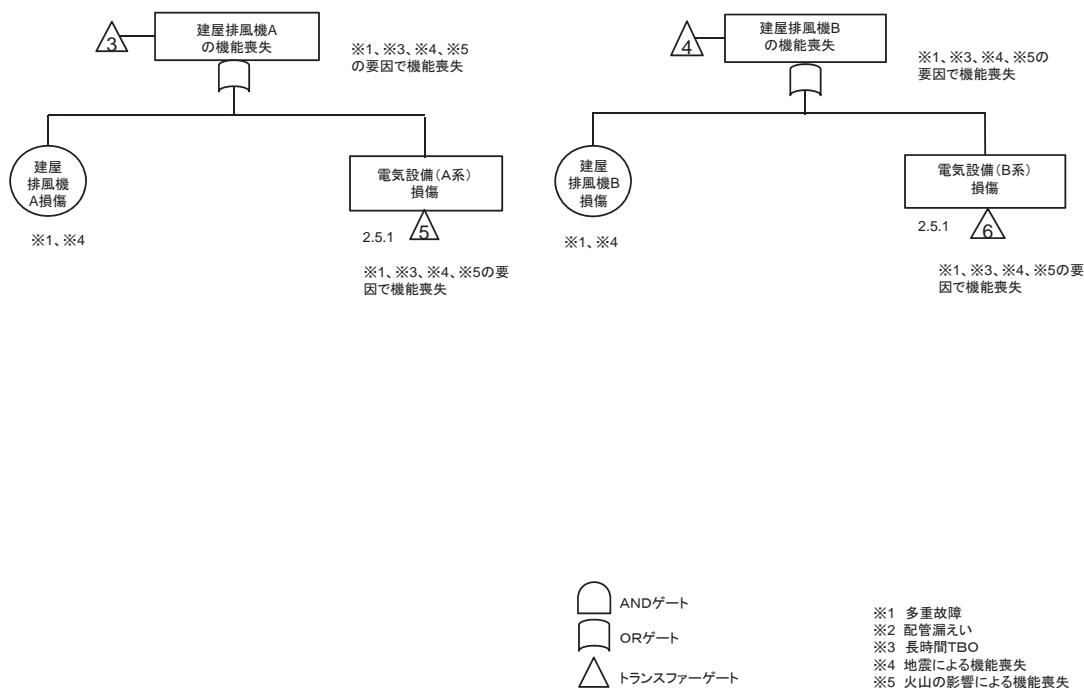 3
建屋排風機A
の機能喪失
※1、※3、※4、※5
の要因で機能喪失
建屋
排風機
A損傷
※1、※4
電気設備(A系)
損傷
2.5.1
5
※1、※3、※4、※5の要
因で機能喪失
4
建屋排風機B
の機能喪失
※1、※3、※4、※5の
要因で機能喪失
建屋
排風機B
損傷
※1、※4
電気設備(B系)
損傷
2.5.1
6
※1、※3、※4、※5の要
因で機能喪失
ANDゲート
ORゲート
トランスファーゲート
※1 多重故障
※2 配管漏えい
※3 長時間TBO
※4 地震による機能喪失
※5 火山の影響による機能喪失